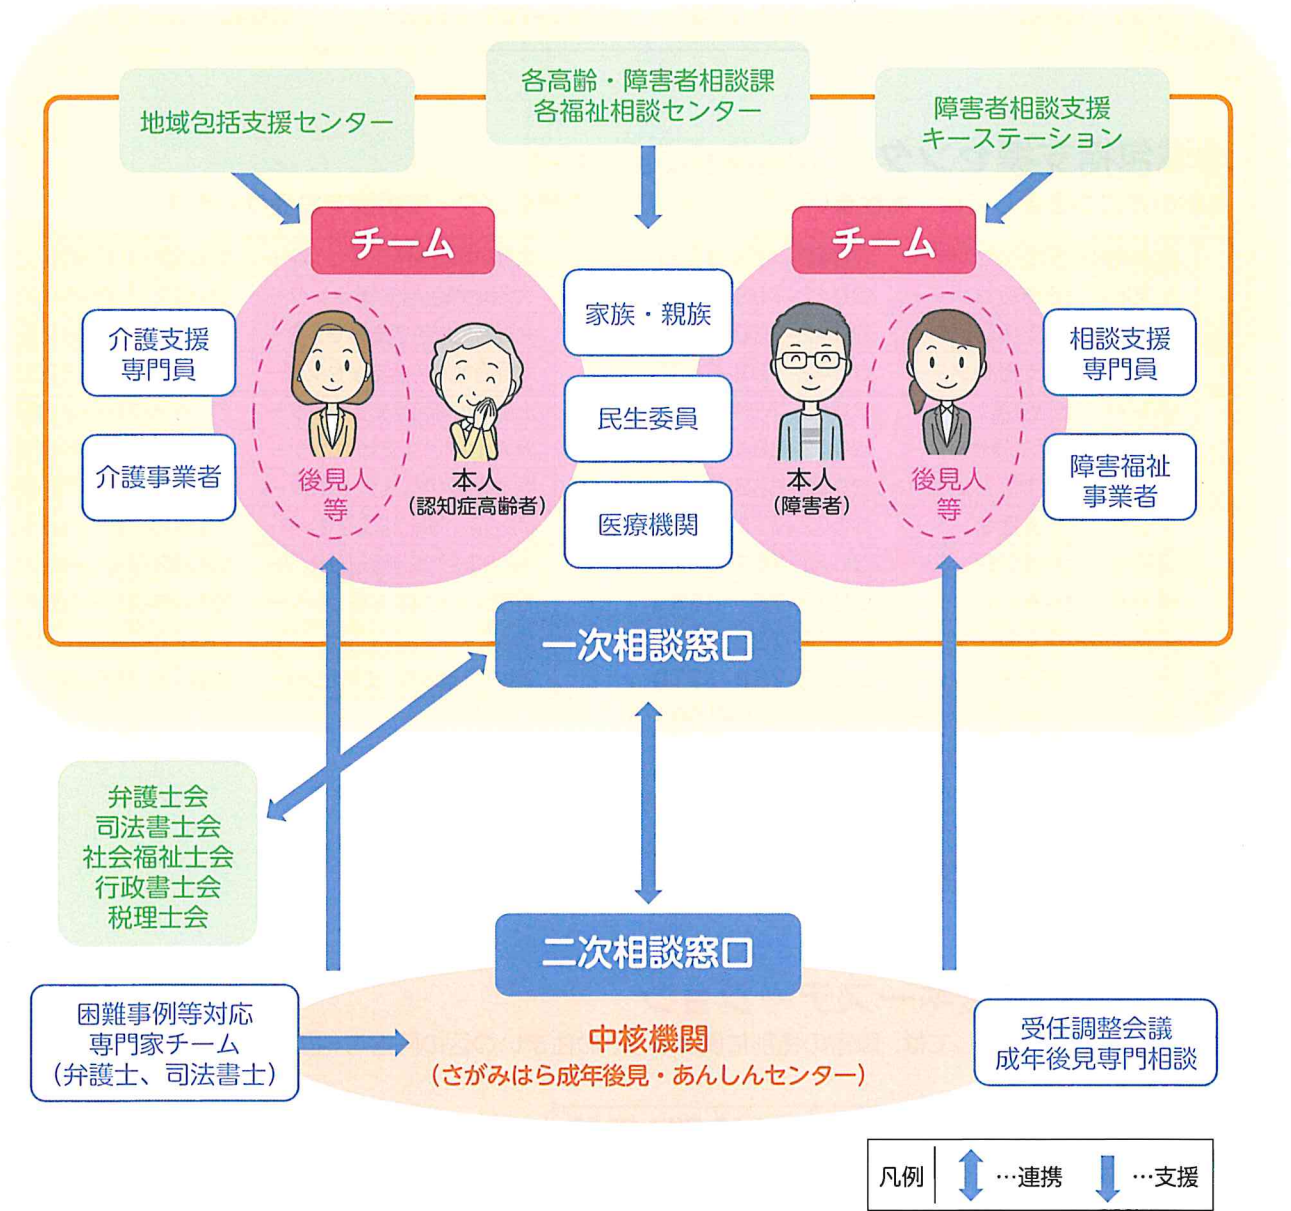 地域包括支援センター
各高齢・障害者相談課
各福祉相談センター
障害者相談支援
キーステーション
チーム
チーム
介護支援
専門員
介護事業者
後見人
等
本人
(認知症高齢者)
家族・親族
民生委員
医療機関
本人
(障害者)
後見人
等
相談支援
専門員
障害福祉
事業者
一次相談窓口
弁護士会
司法書士会
社会福祉士会
行政書士会
税理士会
二次相談窓口
困難事例等対応
専門家チーム
(弁護士、司法書士)
中核機関
(さがみはら成年後見・あんしんセンター)
受任調整会議
成年後見専門相談
凡例 …連携 …支援